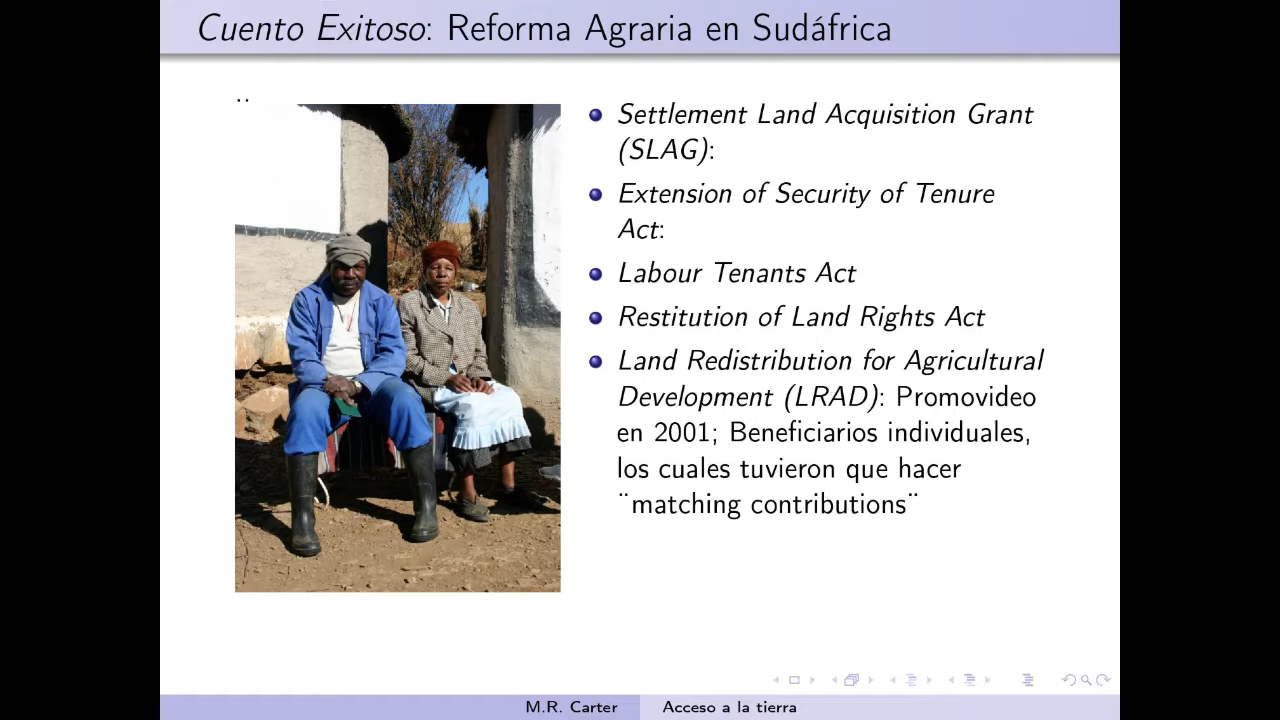 Cuento Exitoso: Reforma Agraria en Sudáfrica
¨
Settlement Land Acquisition Grant
(SLAG):
Extension of Security of Tenure
Act:
Labour Tenants Act
Restitution of Land Rights Act
Land Redistribution for Agricultural
Development (LRAD): Promovideo
en 2001; Beneficiarios individuales,
los cuales tuvieron que hacer
¨matching contributions¨
M.R. Carter
Acceso a la tierra